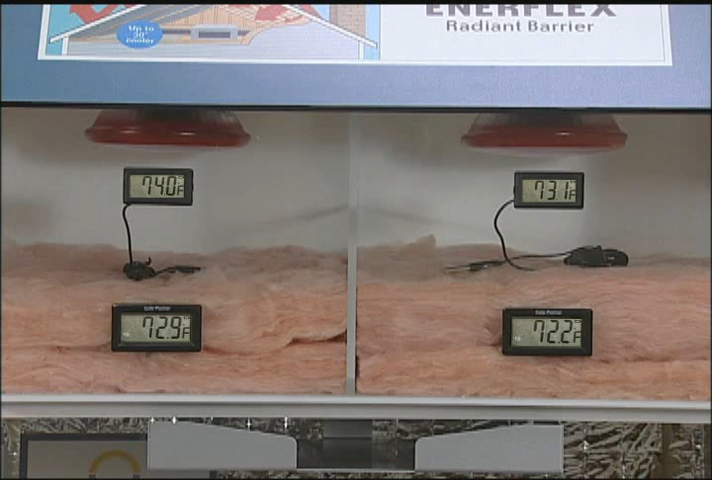 Up to
30°
cooler
ENERFLEX
Radiant Barrier
74.0°F
73.1°F
72.9°F
72.2°F